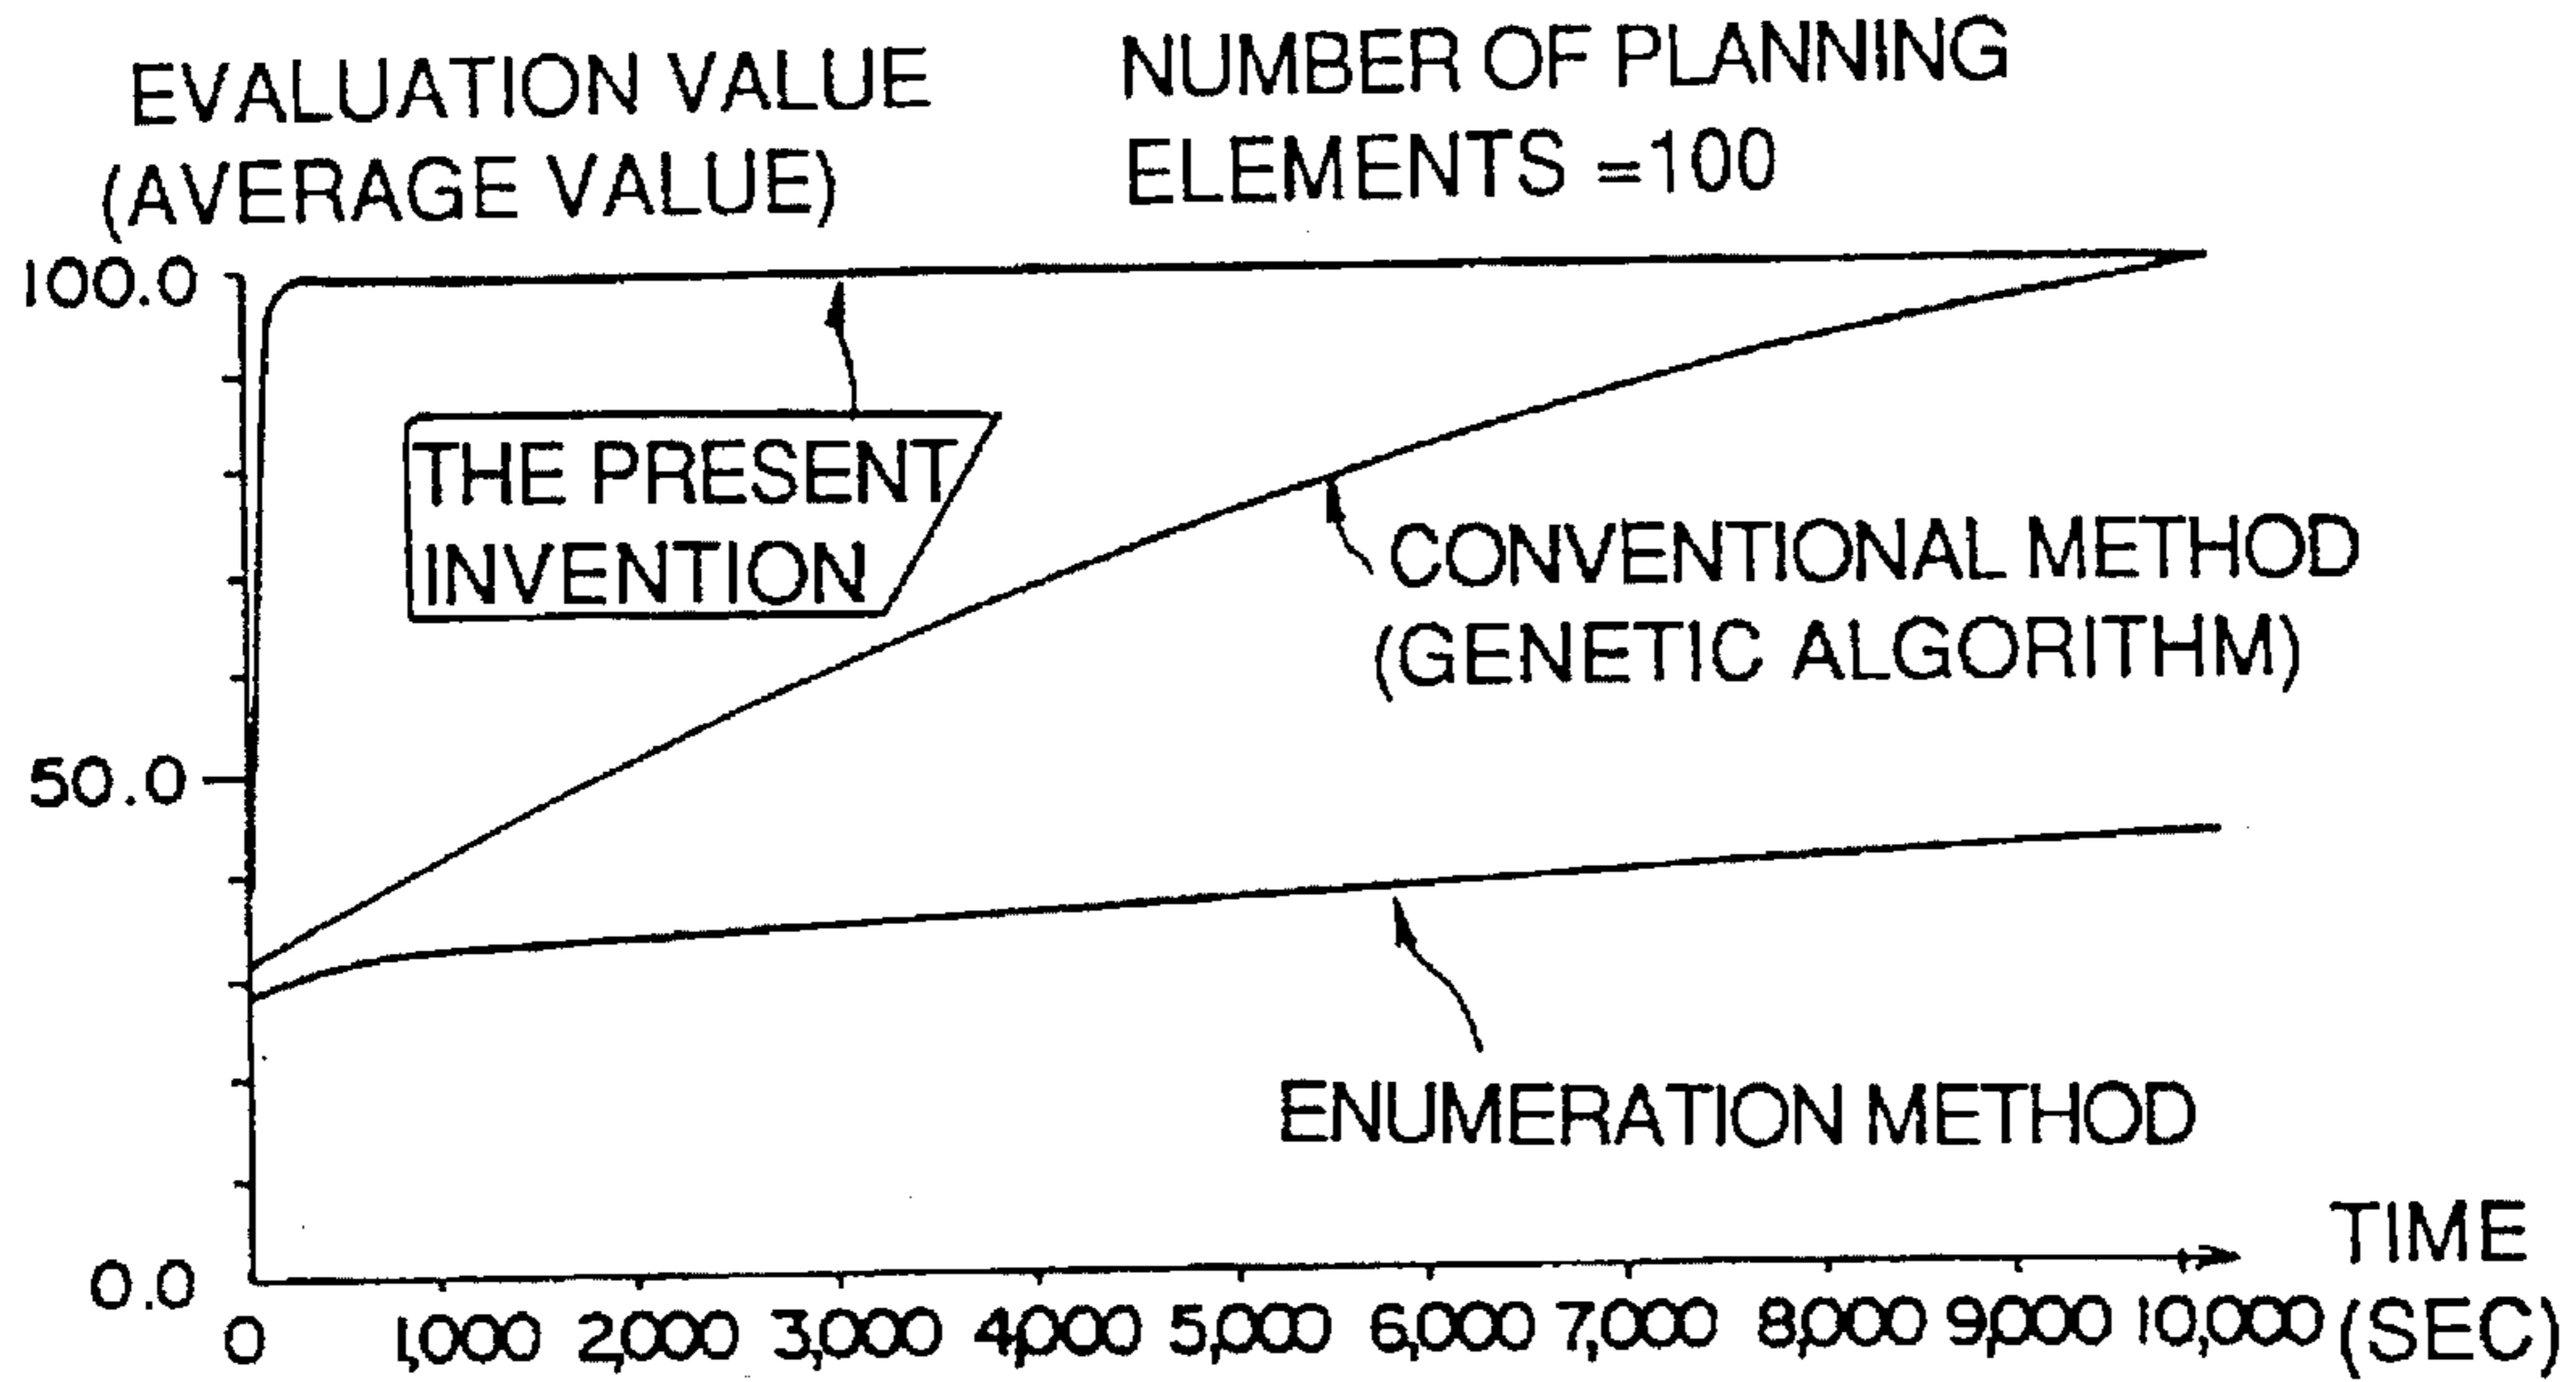 EVALUATION VALUE
(AVERAGE VALUE)
NUMBER OF PLANNING
ELEMENTS =100
100.0
THE PRESENT
INVENTION
CONVENTIONAL METHOD
(GENETIC ALGORITHM)
50.0
ENUMERATION METHOD
0.0
0 1,000 2,000 3,000 4,000 5,000 6,000 7,000 8,000 9,000 10,000
TIME
(SEC)